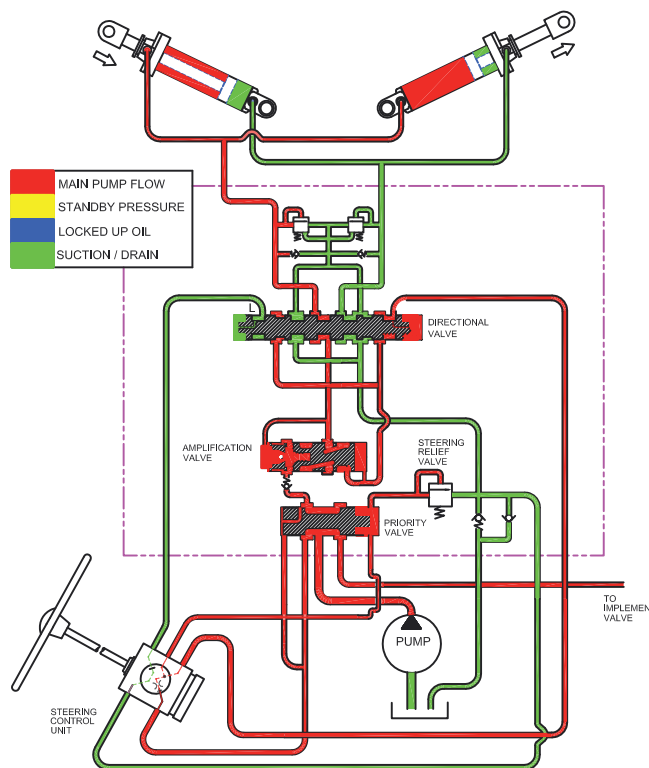 MAIN PUMP FLOW
STANDBY PRESSURE
LOCKED UP OIL
SUCTION / DRAIN
L
DIRECTIONAL
VALVE
AMPLIFICATION
VALVE
STEERING
RELIEF
VALVE
PRIORITY
VALVE
TO
IMPLEMEN
VALVE
PUMP
STEERING
CONTROL
UNIT